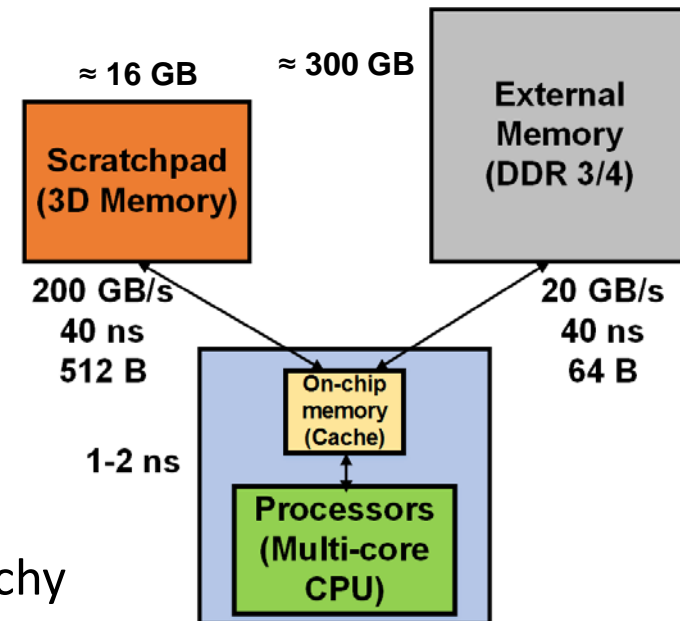 ≈ 16 GB
≈ 300 GB
Scratchpad
(3D Memory)
External
Memory
(DDR 3/4)
200 GB/s
40 ns
512 B
20 GB/s
40 ns
64 B
On-chip
memory
(Cache)
1-2 ns
Processors
(Multi-core
CPU)
chy